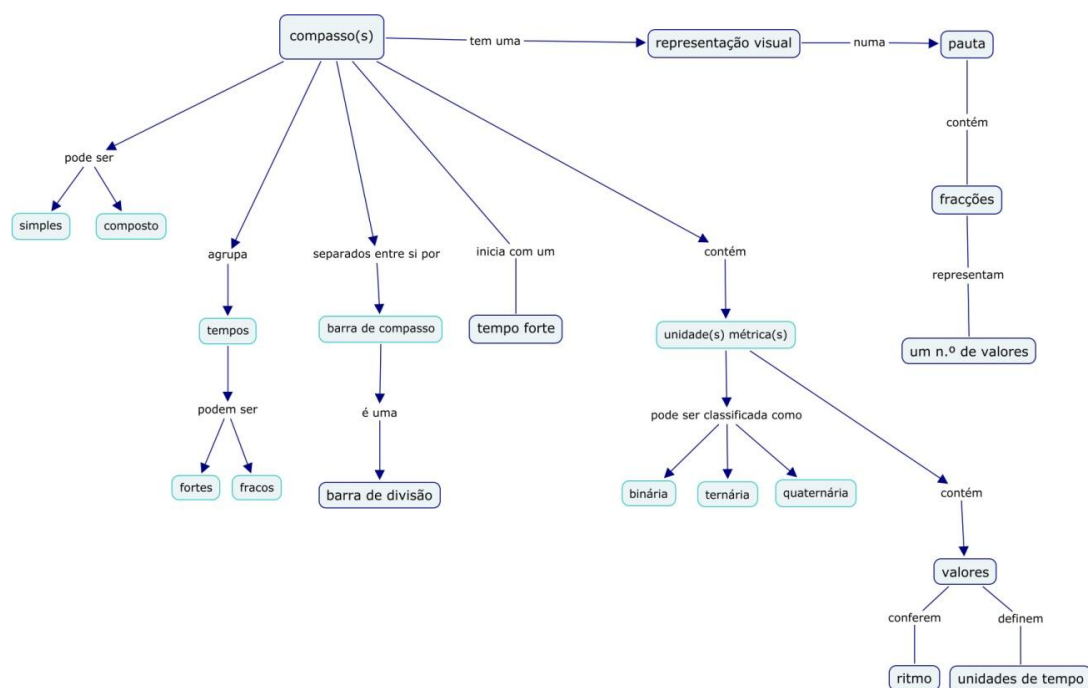 compasso(s)
tem uma
representação visual
numa
pauta
contém
fracções
representam
um n.º de valores
pode ser
simples
composto
agrupa
tempos
podem ser
fortes
fracos
separados entre si por
barra de compasso
é uma
barra de divisão
inicia com um
tempo forte
contém
unidade(s) métrica(s)
pode ser classificada como
binária
ternária
quaternária
contém
valores
conferem
ritmo
definem
unidades de tempo